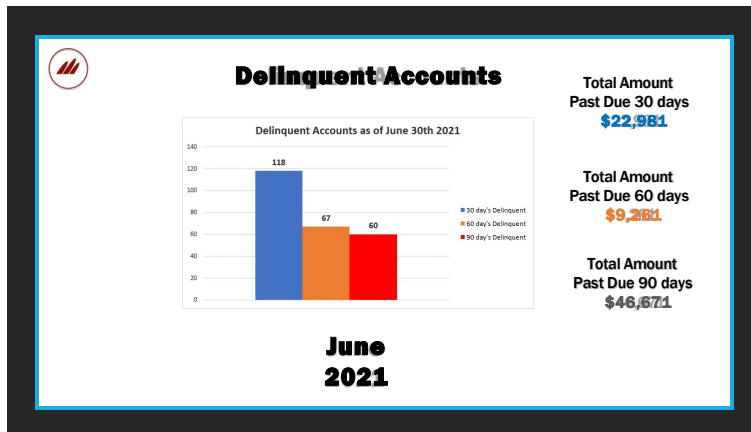 Delinquent Accounts
Delinquent Accounts as of June 30th 2021
140
120
100
80
60
40
20
0
118
67
60
30 day's Delinquent
60 day's Delinquent
90 day's Delinquent
June
2021
Total Amount
Past Due 30 days
$22,981
Total Amount
Past Due 60 days
$9,261
Total Amount
Past Due 90 days
$46,671